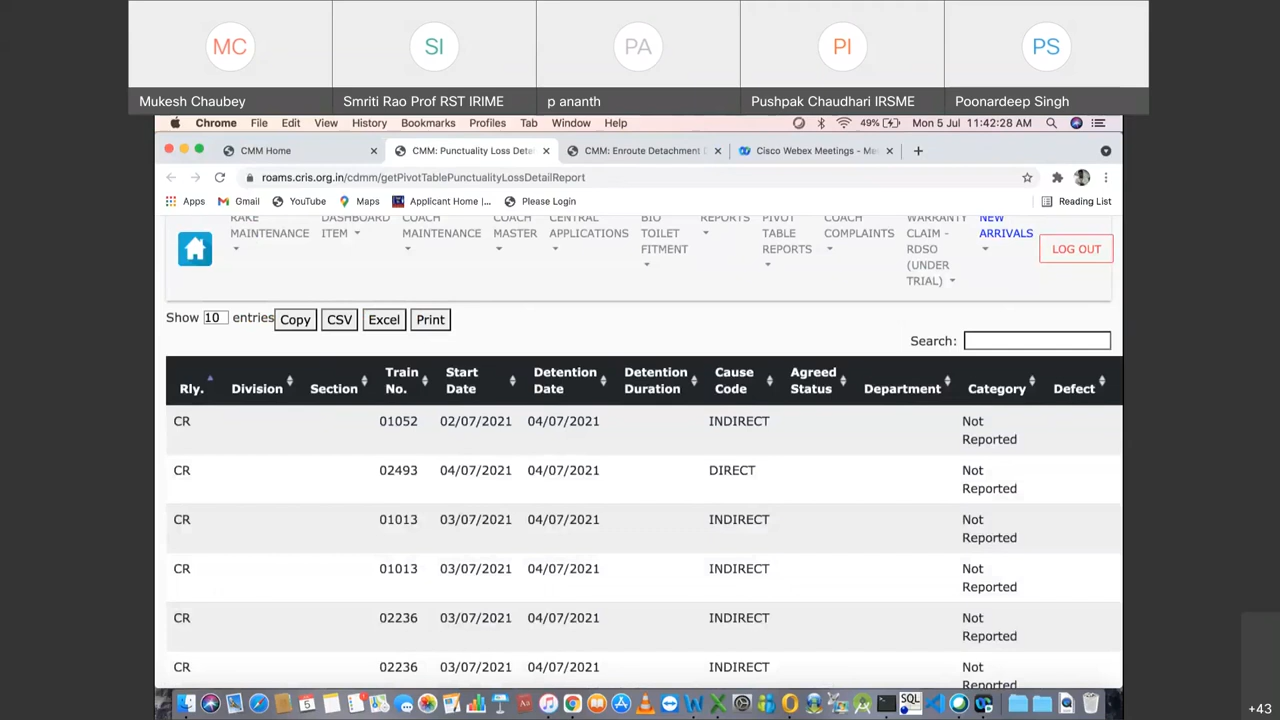 MC
SI
PA
PI
PS
Mukesh Chaubey
Smriti Rao Prof RST IRIME
p ananth
Pushpak Chaudhari IRSME
Poonardeep Singh
Chrome File Edit View History Bookmarks Profiles Tab Window Help 49% Mon 5 Jul 11:42:28 AM
CMM Home
CMM: Punctuality Loss Deta
CMM: Enroute Detachment D
Cisco Webex Meetings - Me
roams.cris.org.in/cdmm/getPivotTablePunctualityLossDetailReport
Apps Gmail YouTube Maps Applicant Home |... Please Login Reading List
RAKE
MAINTENANCE
DASHBOARD
ITEM
COACH
MAINTENANCE
COACH
MASTER
CENTRAL
APPLICATIONS
BIO
TOILET
FITMENT
REPORTS
PIVOT
TABLE
REPORTS
COACH
COMPLAINTS
WARRANTY
CLAIM -
RDSO
(UNDER
TRIAL)
NEW
ARRIVALS
LOG OUT
Show 10 entries Copy CSV Excel Print
Search:
Rly. Division Section Train No. Start Date Detention Date Detention Duration Cause Code Agreed Status Department Category Defect
CR 01052 02/07/2021 04/07/2021 INDIRECT Not
Reported
CR 02493 04/07/2021 04/07/2021 DIRECT Not
Reported
CR 01013 03/07/2021 04/07/2021 INDIRECT Not
Reported
CR 01013 03/07/2021 04/07/2021 INDIRECT Not
Reported
CR 02236 03/07/2021 04/07/2021 INDIRECT Not
Reported
CR 02236 03/07/2021 04/07/2021 INDIRECT Not
Reported
SQL
+43